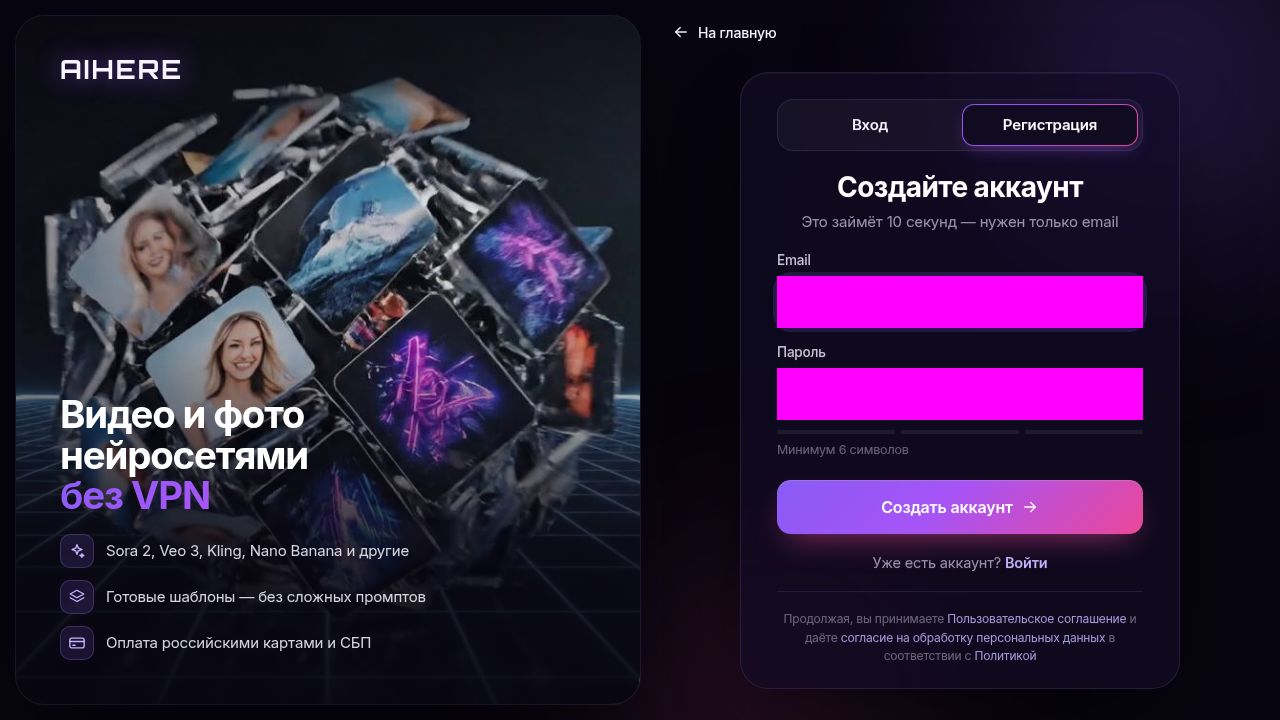 AIHERE
Видео и фото
нейросетями
без VPN
Sora 2, Veo 3, Kling, Nano Banana и другие
Готовые шаблоны — без сложных промптов
Оплата российскими картами и СБП
На главную
Вход
Регистрация
Создайте аккаунт
Это займёт 10 секунд — нужен только email
Email
Пароль
Минимум 6 символов
Создать аккаунт
Уже есть аккаунт? Войти
Продолжая, вы принимаете Пользовательское соглашение и
даёте согласие на обработку персональных данных в
соответствии с Политикой